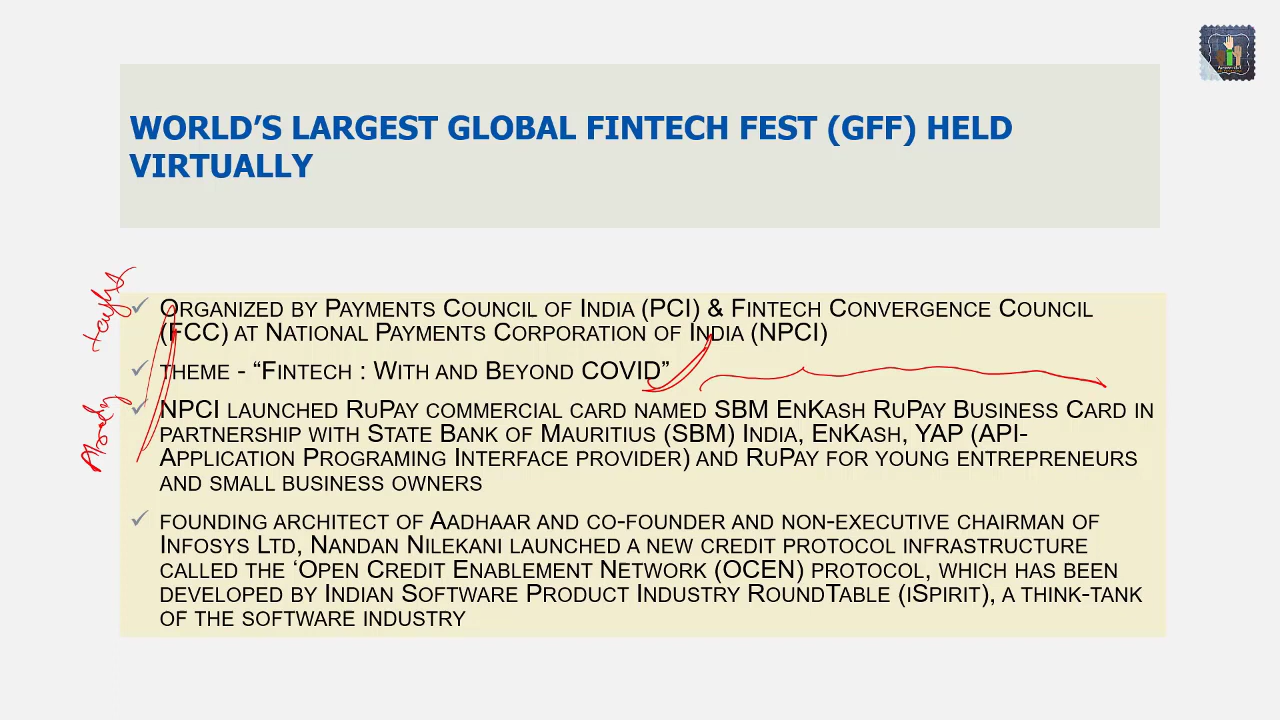 WORLD'S LARGEST GLOBAL FINTECH FEST (GFF) HELD
VIRTUALLY
Already taught
ORGANIZED BY PAYMENTS COUNCIL OF INDIA (PCI) & FINTECH CONVERGENCE COUNCIL
(FCC) AT NATIONAL PAYMENTS CORPORATION OF INDIA (NPCI)
THEME - “FINTECH : WITH AND BEYOND COVID”
NPCI LAUNCHED RUPAY COMMERCIAL CARD NAMED SBM ENKASH RUPAY BUSINESS CARD IN
PARTNERSHIP WITH STATE BANK OF MAURITIUS (SBM) INDIA, ENKASH, YAP (API-
APPLICATION PROGRAMING INTERFACE PROVIDER) AND RUPAY FOR YOUNG ENTREPRENEURS
AND SMALL BUSINESS OWNERS
FOUNDING ARCHITECT OF AADHAAR AND CO-FOUNDER AND NON-EXECUTIVE CHAIRMAN OF
INFOSYS LTD, NANDAN NILEKANI LAUNCHED A NEW CREDIT PROTOCOL INFRASTRUCTURE
CALLED THE ‘OPEN CREDIT ENABLEMENT NETWORK (OCEN) PROTOCOL, WHICH HAS BEEN
DEVELOPED BY INDIAN SOFTWARE PRODUCT INDUSTRY ROUNDTABLE (ISPIRIT), A THINK-TANK
OF THE SOFTWARE INDUSTRY